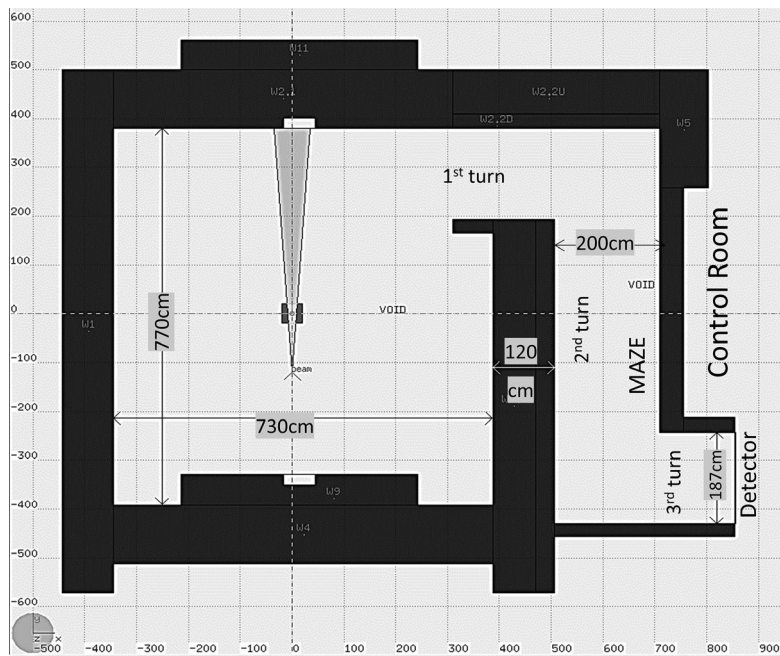 600
500
400
300
200
100
0
-100
-200
-300
-400
-500
-600
W11
W2.1
W2.2U
W2.2D
W5
1st turn
200cm
VOID
VOID
W1
770cm
beam
120
cm
2nd turn
MAZE
Control Room
730cm
W9
W4
3rd turn
187cm
Detector
y
z x
-500 -400 -300 -200 -100 0 100 200 300 400 500 600 700 800 900